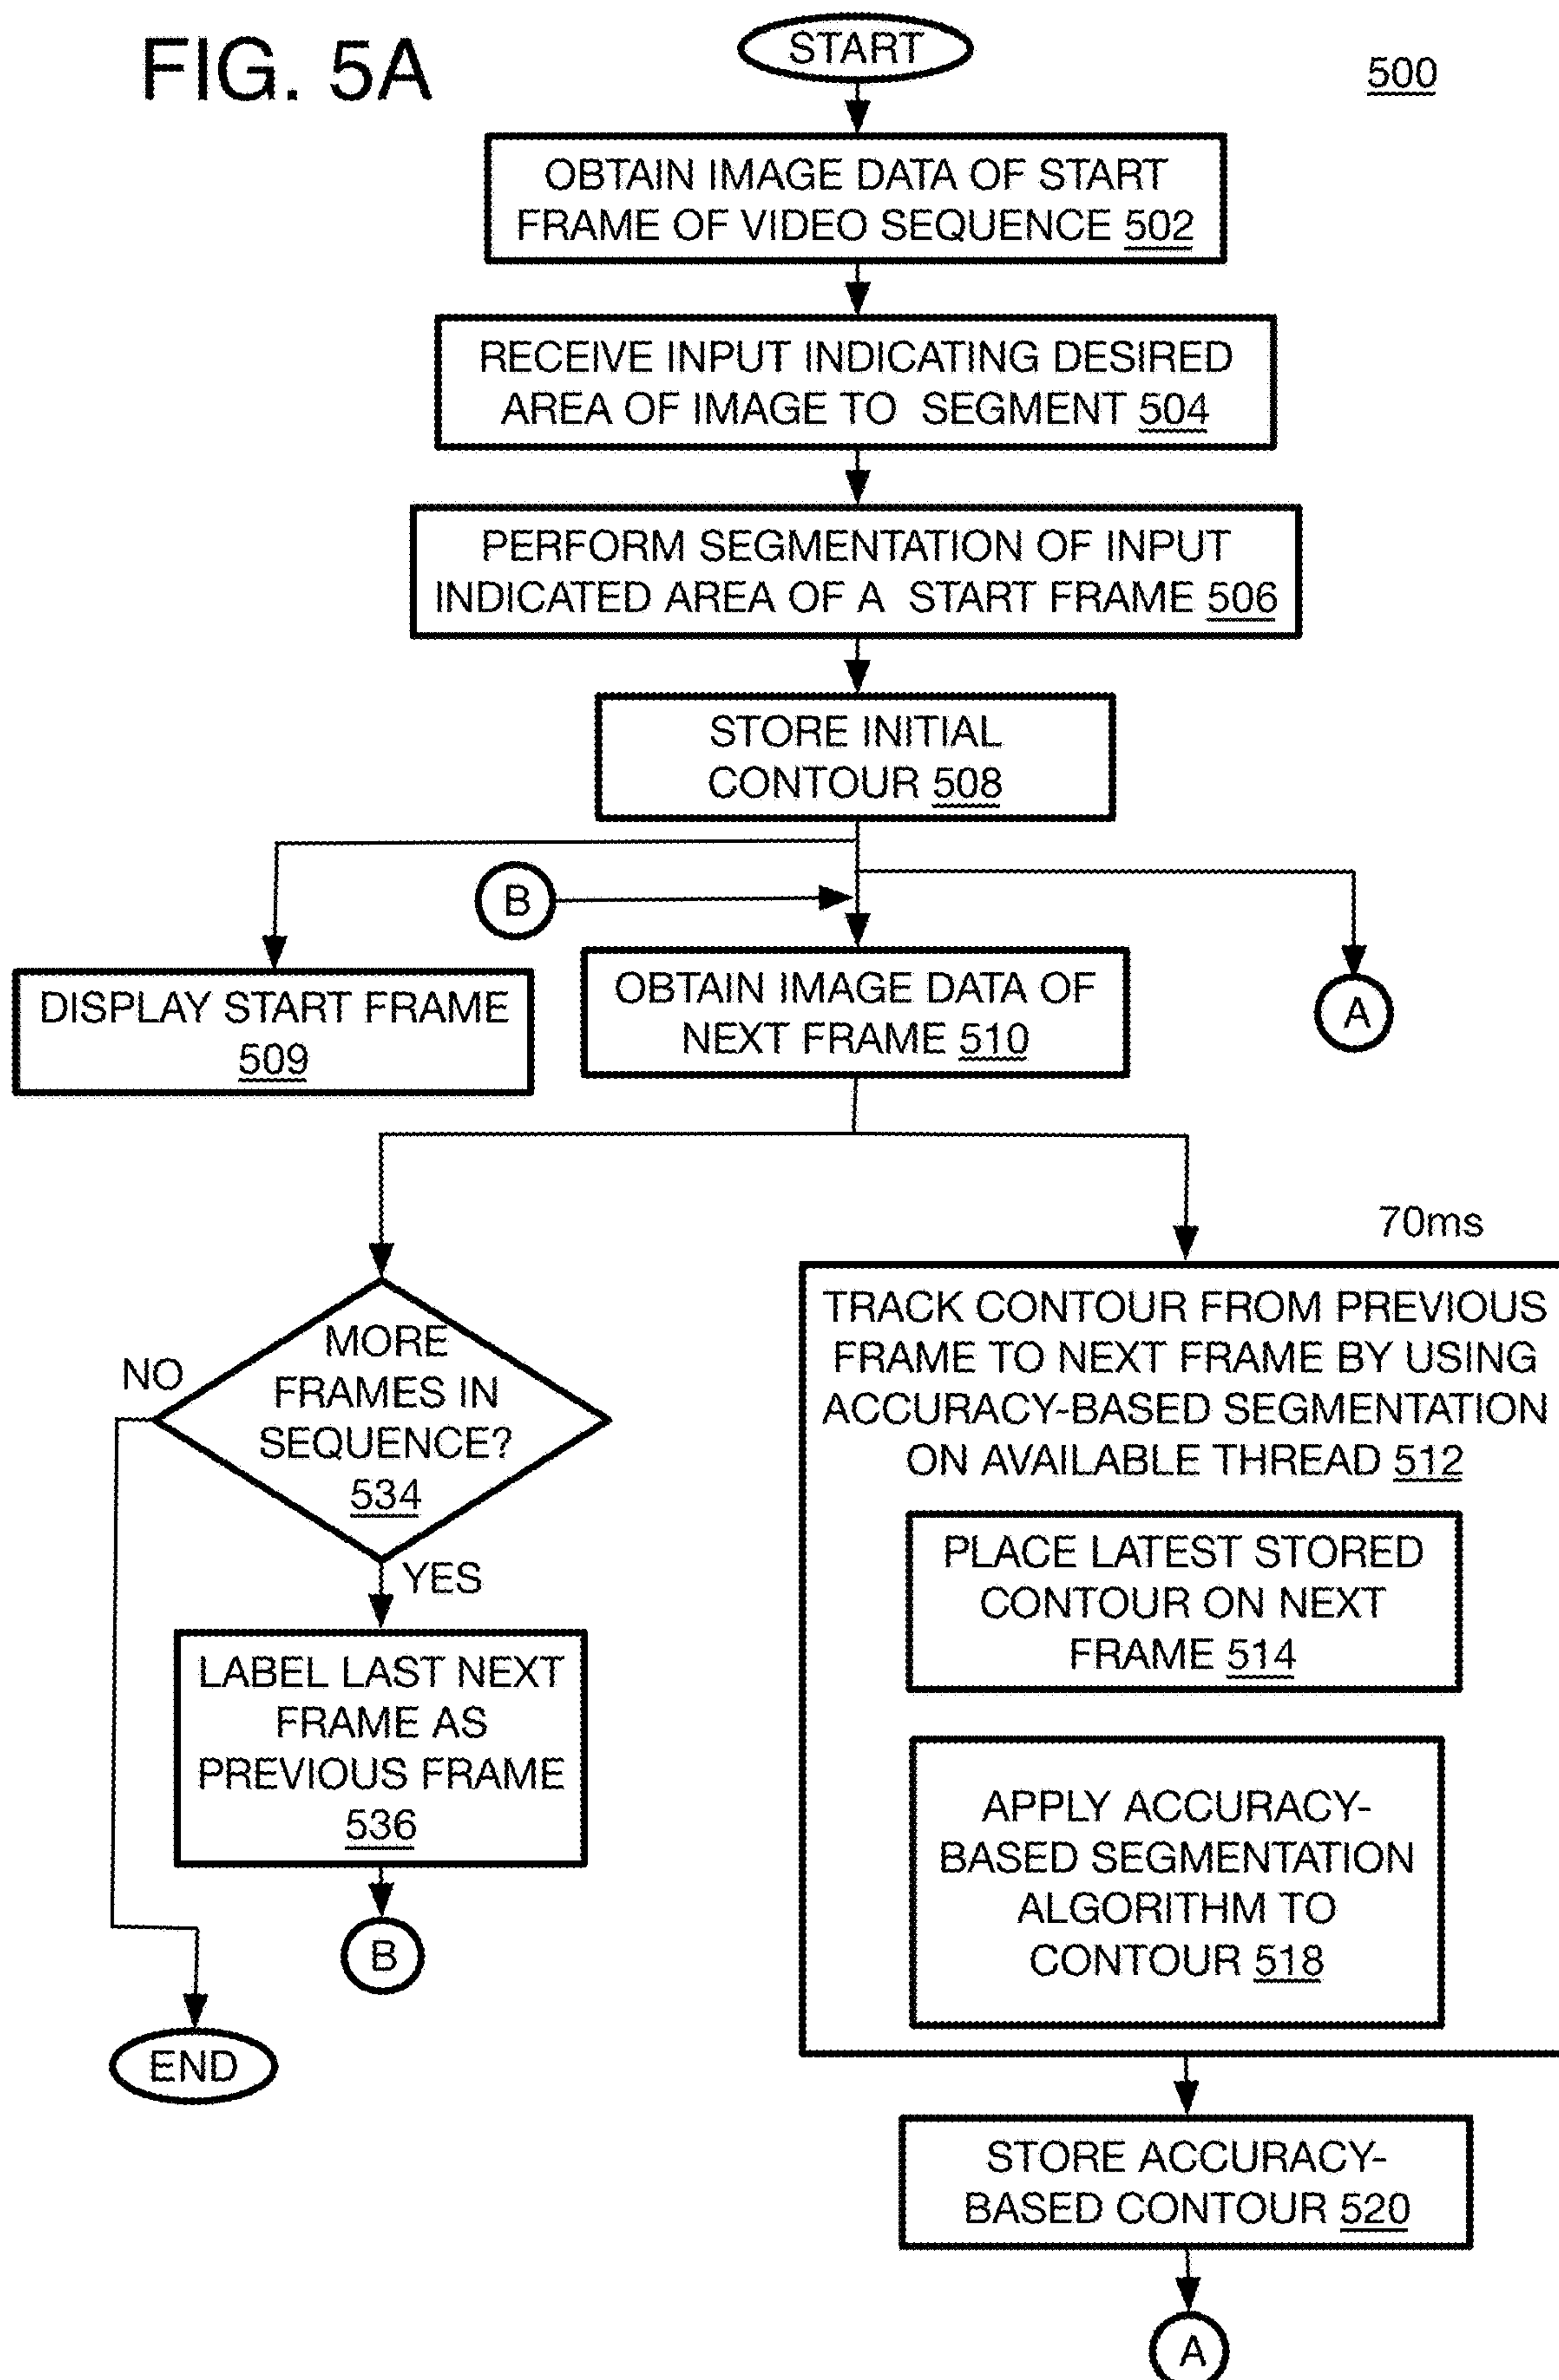 FIG. 5A
START
500
OBTAIN IMAGE DATA OF START
FRAME OF VIDEO SEQUENCE 502
RECEIVE INPUT INDICATING DESIRED
AREA OF IMAGE TO SEGMENT 504
PERFORM SEGMENTATION OF INPUT
INDICATED AREA OF A START FRAME 506
STORE INITIAL
CONTOUR 508
B
DISPLAY START FRAME
509
OBTAIN IMAGE DATA OF
NEXT FRAME 510
A
70ms
MORE
FRAMES IN
SEQUENCE?
534
NO
YES
LABEL LAST NEXT
FRAME AS
PREVIOUS FRAME
536
B
END
TRACK CONTOUR FROM PREVIOUS
FRAME TO NEXT FRAME BY USING
ACCURACY-BASED SEGMENTATION
ON AVAILABLE THREAD 512
PLACE LATEST STORED
CONTOUR ON NEXT
FRAME 514
APPLY ACCURACY-
BASED SEGMENTATION
ALGORITHM TO
CONTOUR 518
STORE ACCURACY-
BASED CONTOUR 520
A